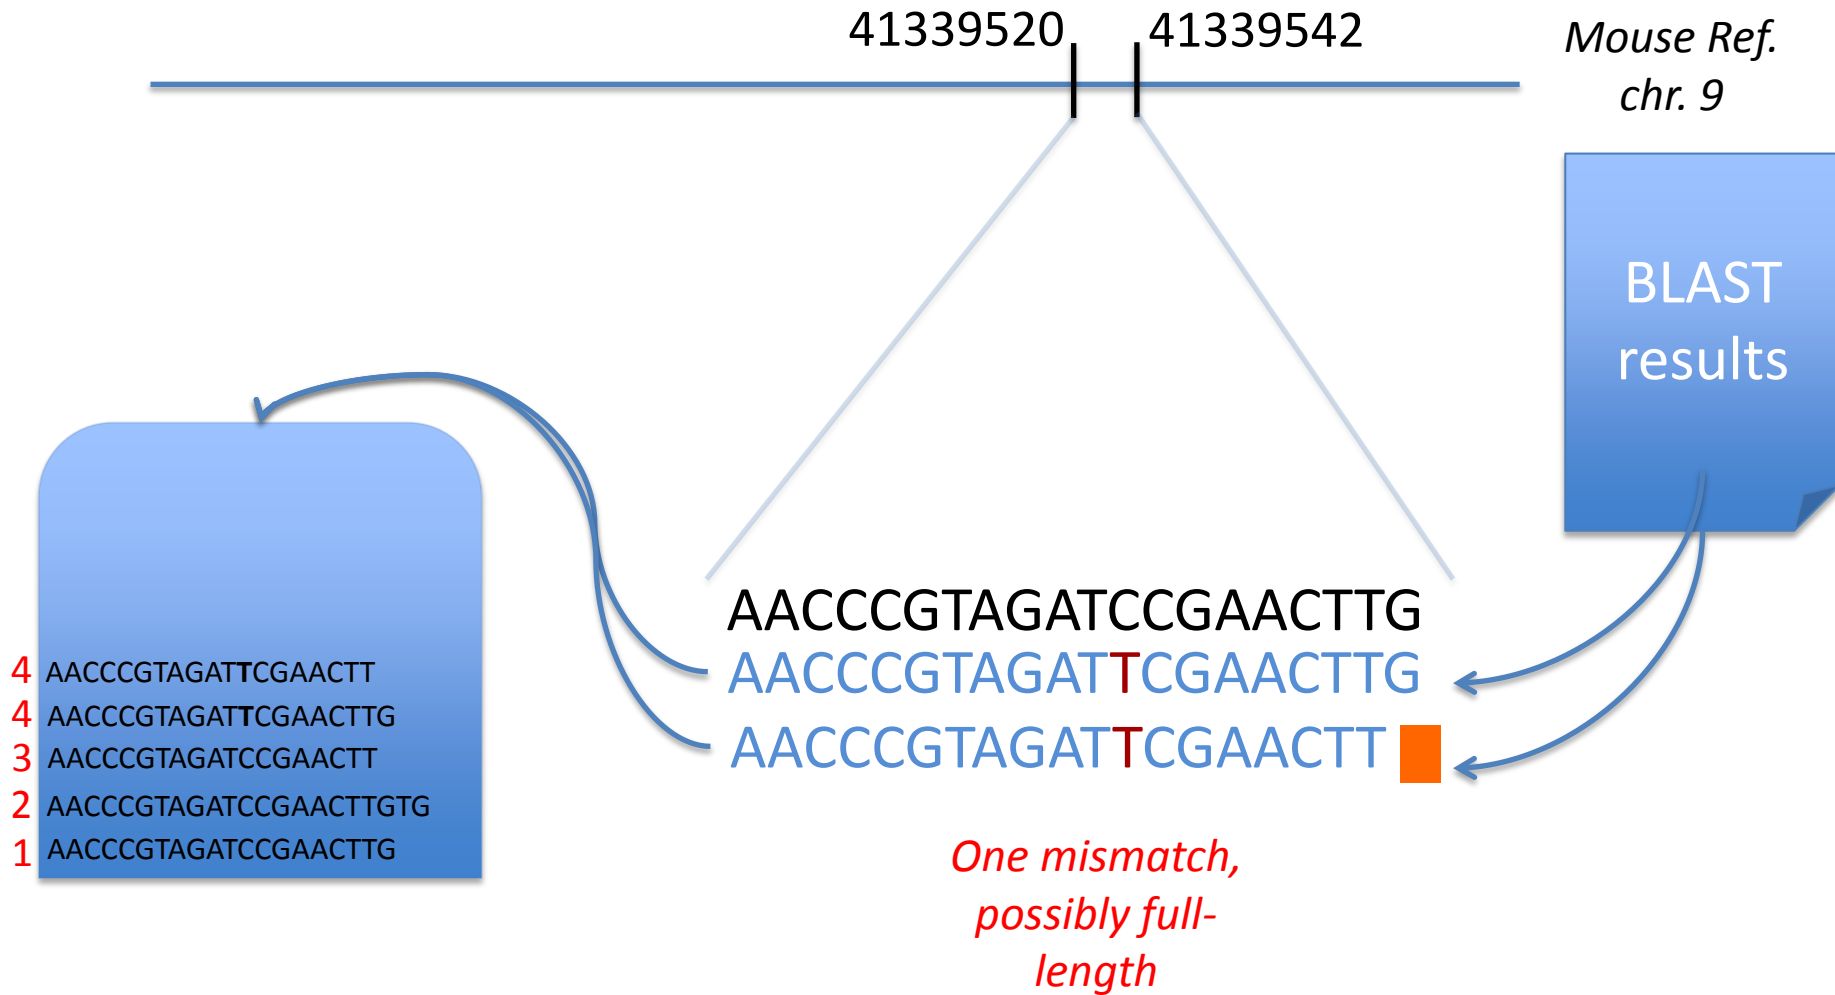 41339520
41339542
Mouse Ref.
chr. 9
BLAST
results
AACCCGTAGATCCGAACTTG
AACCCGTAGATTCGAACTTG
AACCCGTAGATTCGAACTT
One mismatch,
possibly full-
length
4 AACCCGTAGATTCGAACTT
4 AACCCGTAGATTCGAACTTG
3 AACCCGTAGATCCGAACTT
2 AACCCGTAGATCCGAACTTGTG
1 AACCCGTAGATCCGAACTTG